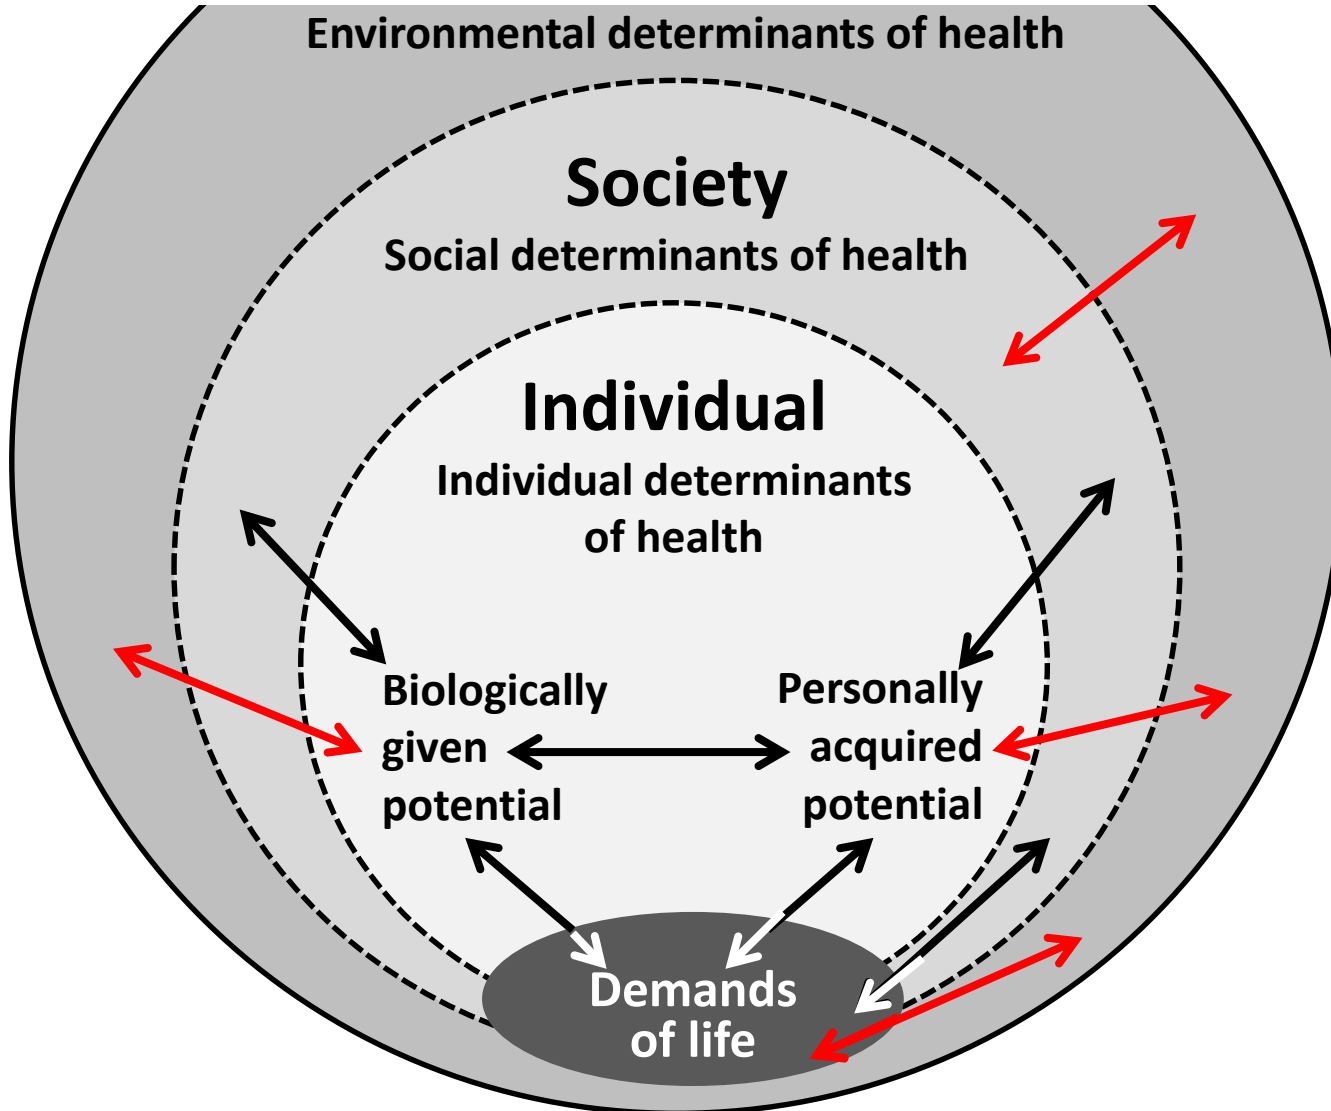 Environmental determinants of health
Society
Social determinants of health
Individual
Individual determinants
of health
Biologically
given
potential
Personally
acquired
potential
Demands
of life